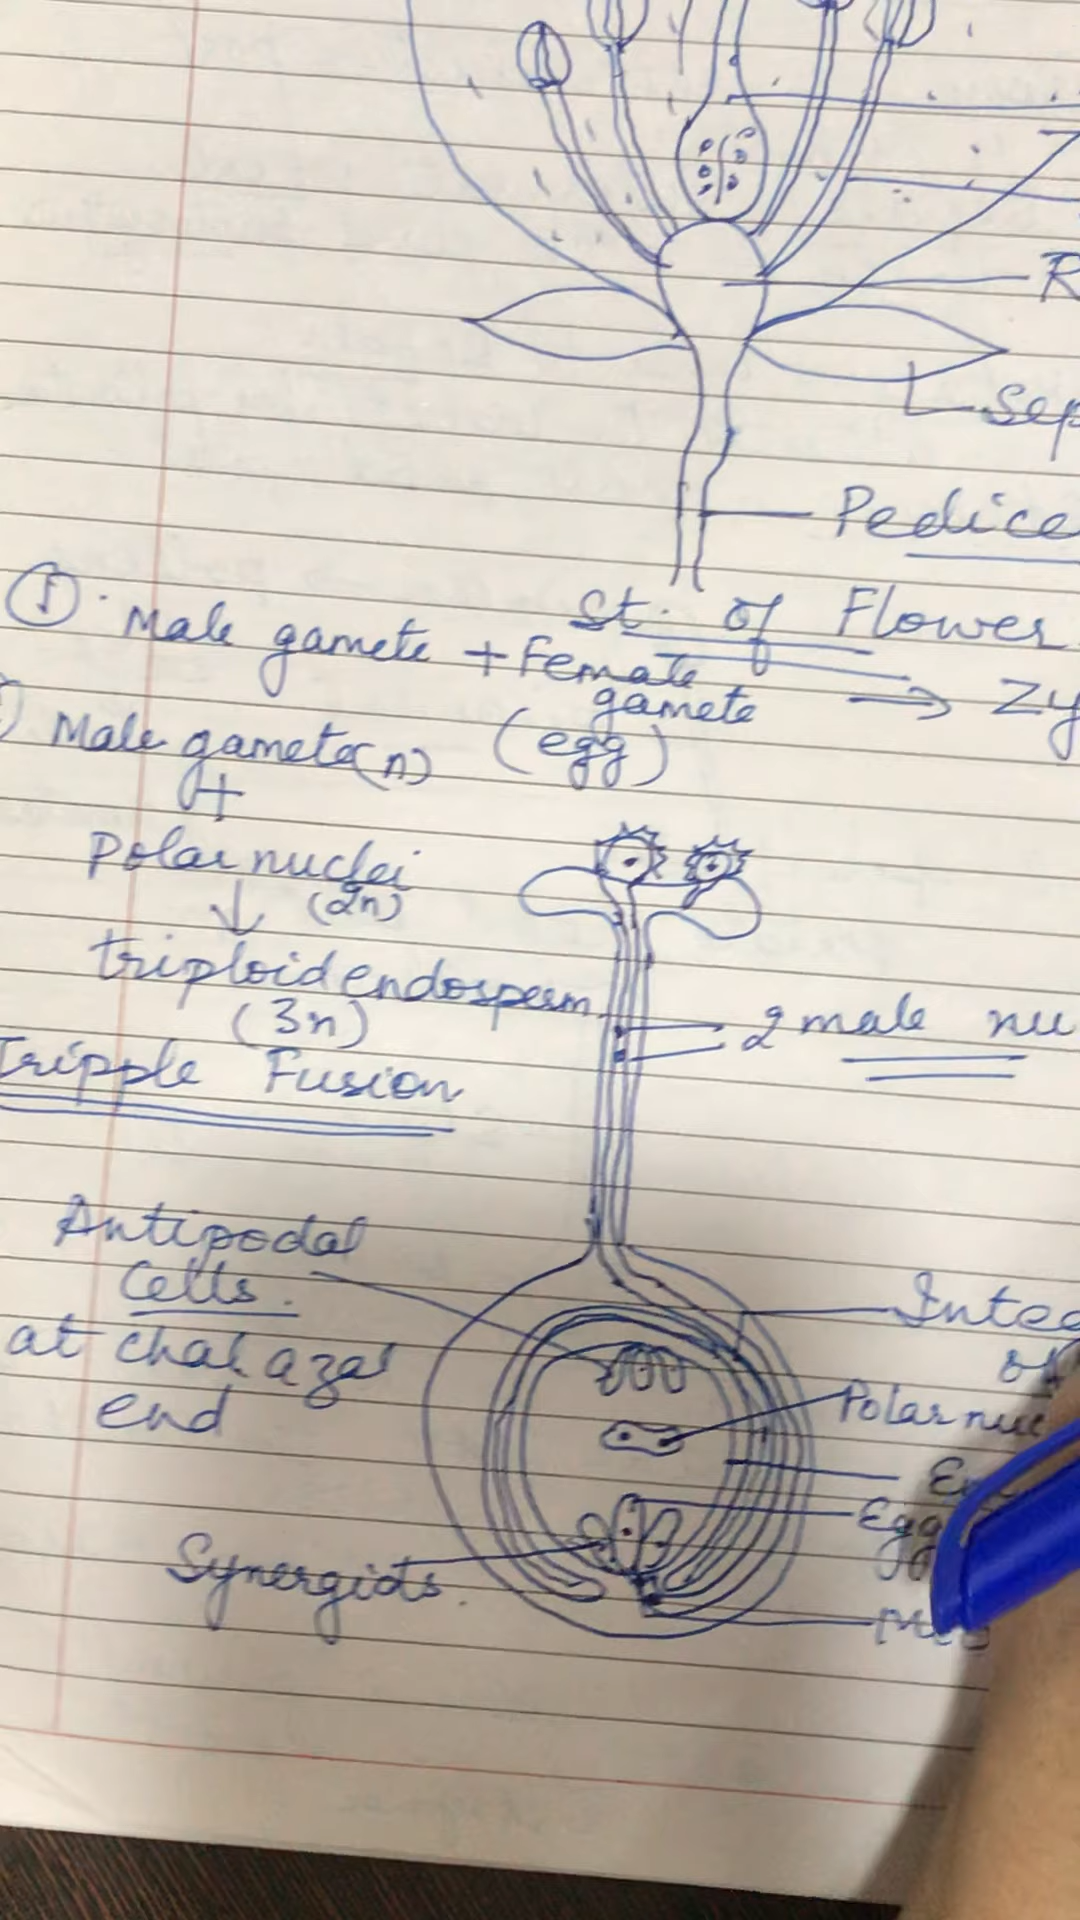 Pedice
St. of Flower
① Male gamete + Female
gamete ⟹ Zy
(egg)
Male gamete(n)
+
Polar nuclei
(2n)
↓
triploid endosperm
(3n)
Tripple Fusion
2 male nu
Antipodal
Cells.
at chalazal
end
Synergids.
R
Sep
Inte
of
Polar nuc
Egg